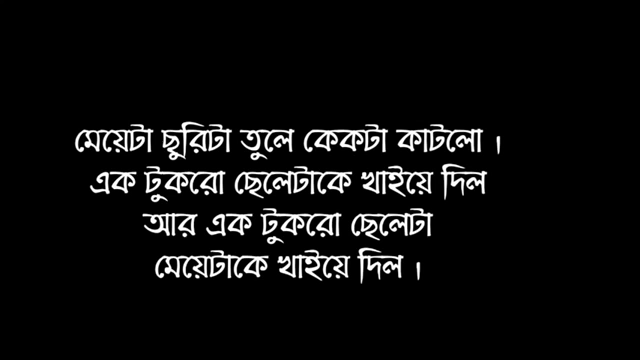 মেয়েটা ছুরিটা তুলে কেকটা কাটলো।
এক টুকরো ছেলেটাকে খাইয়ে দিল
আর এক টুকরো ছেলেটা
মেয়েটাকে খাইয়ে দিল।